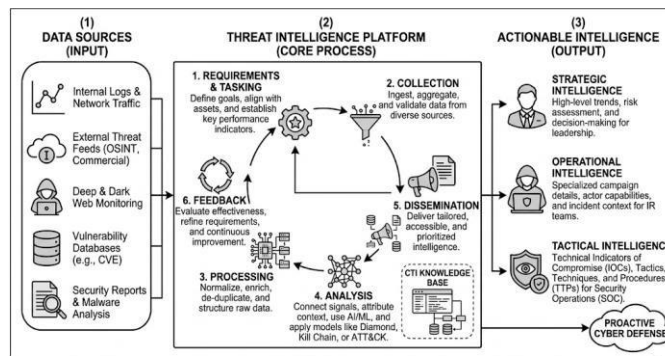 (1)
DATA SOURCES
(INPUT)
Internal Logs &
Network Traffic
External Threat
Feeds (OSINT,
Commercial)
Deep & Dark
Web Monitoring
Vulnerability
Databases
(e.g., CVE)
Security Reports
& Malware
Analysis
(2)
THREAT INTELLIGENCE PLATFORM
(CORE PROCESS)
1. REQUIREMENTS
& TASKING
Define goals, align with
assets, and establish
key performance
indicators.
2. COLLECTION
Ingest, aggregate,
and validate data from
diverse sources.
6. FEEDBACK
Evaluate effectiveness,
refine requirements,
and continuous
improvement.
5. DISSEMINATION
Deliver tailored,
accessible, and
prioritized
intelligence.
3. PROCESSING
Normalize, enrich,
de-duplicate, and
structure raw data.
4. ANALYSIS
Connect signals, attribute
context, use AI/ML, and
apply models like Diamond,
Kill Chain, or ATT&CK.
CTI KNOWLEDGE
BASE
(3)
ACTIONABLE INTELLIGENCE
(OUTPUT)
STRATEGIC
INTELLIGENCE
High-level trends, risk
assessment, and
decision-making for
leadership.
OPERATIONAL
INTELLIGENCE
Specialized campaign
details, actor capabilities,
and incident context for IR
teams.
TACTICAL INTELLIGENCE
Technical Indicators of
Compromise (IOCs), Tactics,
Techniques, and Procedures
(TTPs) for Security
Operations (SOC).
PROACTIVE
CYBER DEFENSE